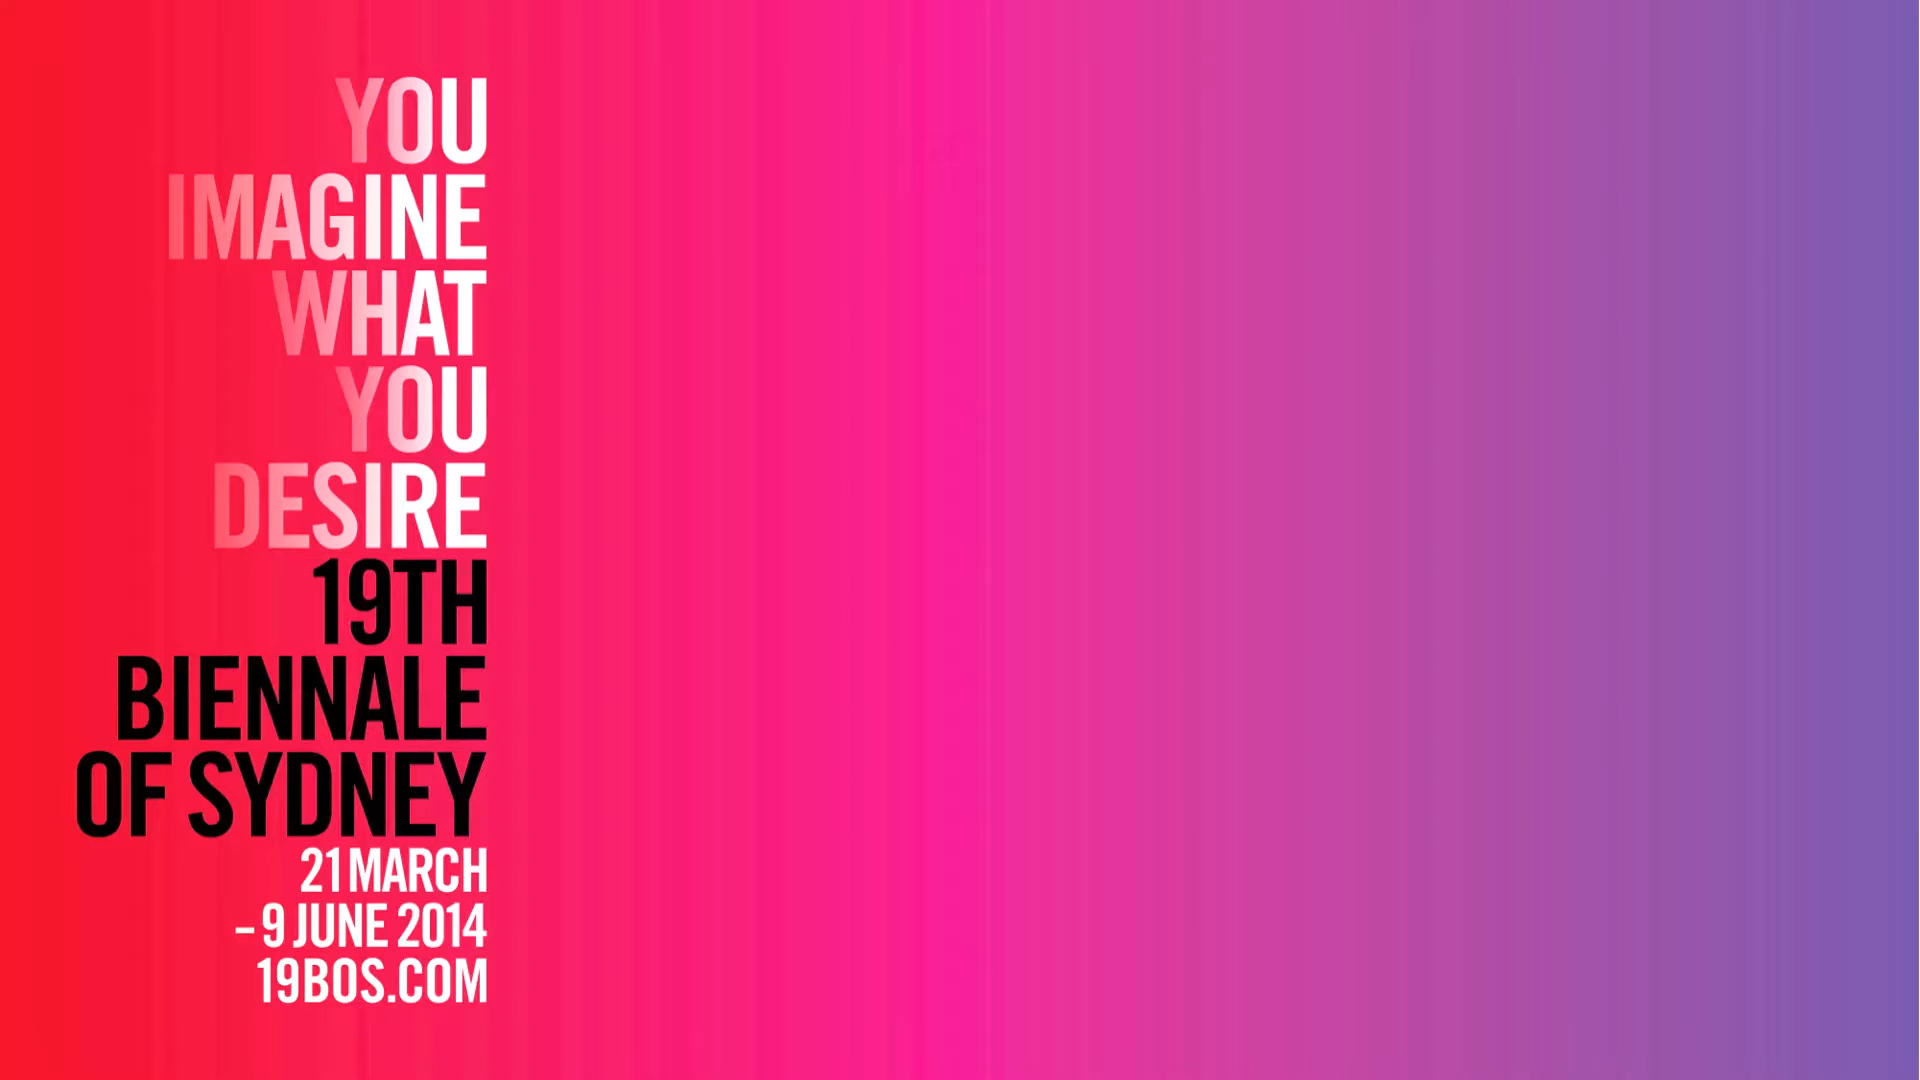 YOU
IMAGINE
WHAT
YOU
DESIRE
19TH
BIENNALE
OF SYDNEY
21 MARCH
– 9 JUNE 2014
19BOS.COM